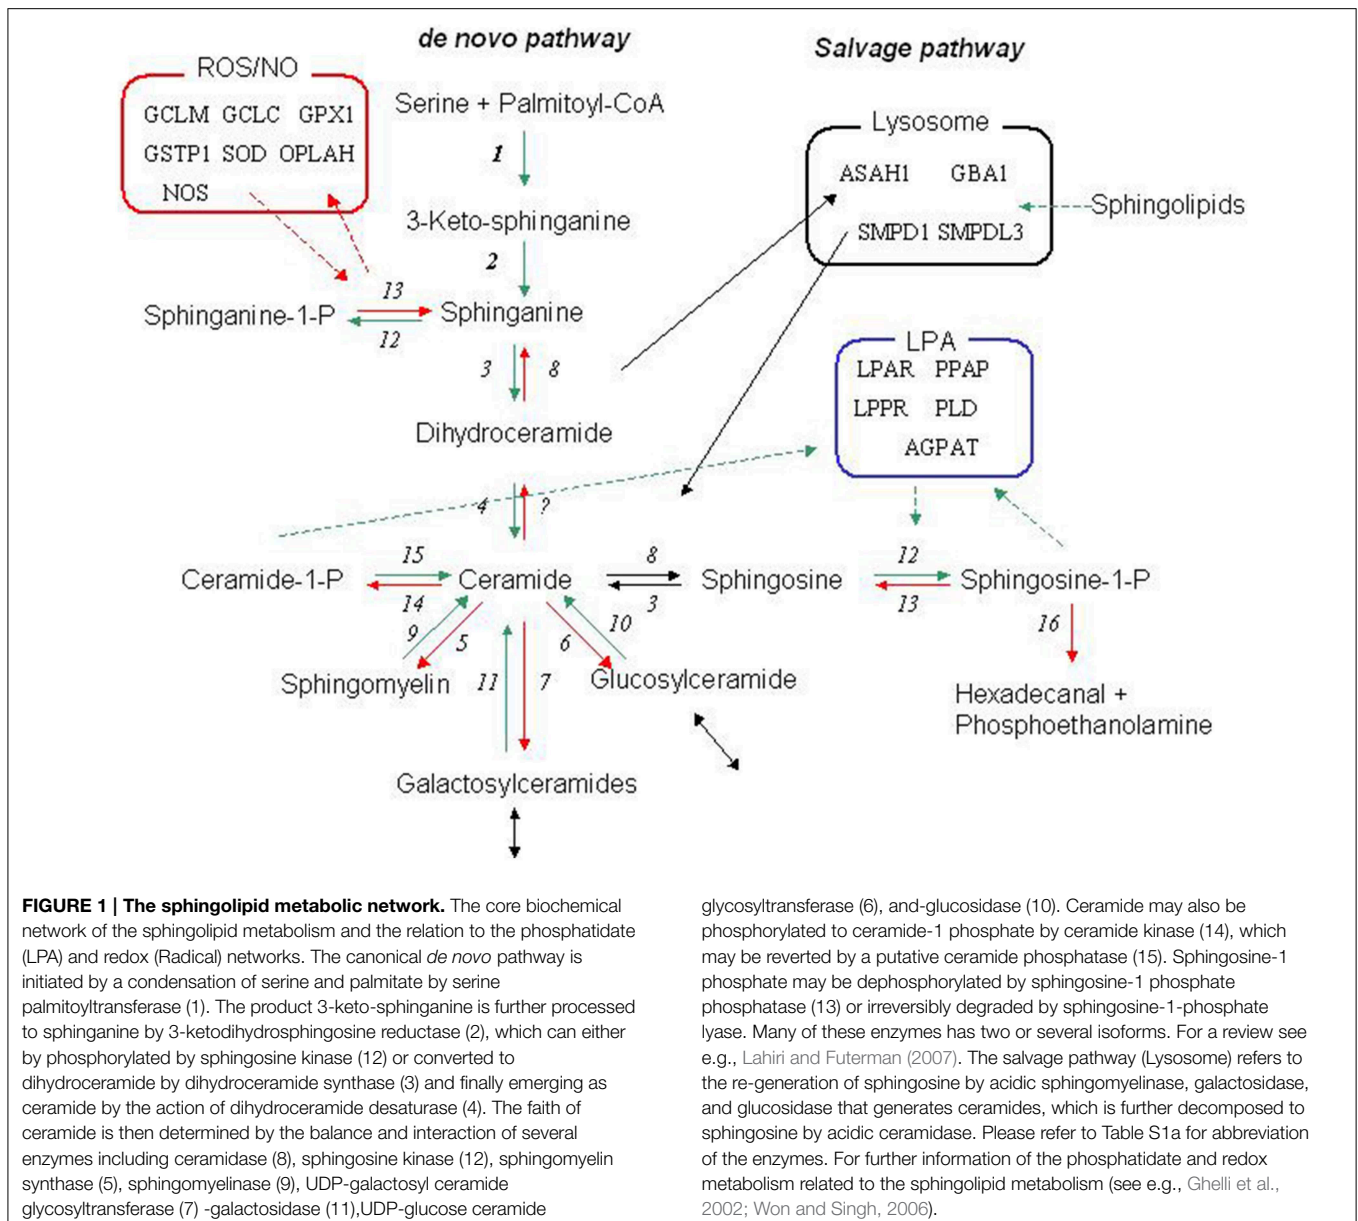 de novo pathway
Salvage pathway
ROS/NO
GCLM GCLC GPX1
GSTP1 SOD OPLAH
NOS
Serine + Palmitoyl-CoA
1
3-Keto-sphinganine
2
Lysosome
ASAH1 GBA1
SMPD1 SMPDL3
Sphingolipids
Sphinganine-1-P
13
12
Sphinganine
3 8
Dihydroceramide
LPA
LPAR PPAP
LPPR PLD
AGPAT
4 ?
Ceramide-1-P
15
14
Ceramide
8
3
Sphingosine
12
13
Sphingosine-1-P
16
9 5
11 7
6 10
Sphingomyelin
Glucosylceramide
Hexadecanal +
Phosphoethanolamine
Galactosylceramides
FIGURE 1 | The sphingolipid metabolic network. The core biochemical
network of the sphingolipid metabolism and the relation to the phosphatidate
(LPA) and redox (Radical) networks. The canonical de novo pathway is
initiated by a condensation of serine and palmitate by serine
palmitoyltransferase (1). The product 3-keto-sphinganine is further processed
to sphinganine by 3-ketodihydrosphingosine reductase (2), which can either
by phosphorylated by sphingosine kinase (12) or converted to
dihydroceramide by dihydroceramide synthase (3) and finally emerging as
ceramide by the action of dihydroceramide desaturase (4). The faith of
ceramide is then determined by the balance and interaction of several
enzymes including ceramidase (8), sphingosine kinase (12), sphingomyelin
synthase (5), sphingomyelinase (9), UDP-galactosyl ceramide
glycosyltransferase (7) -galactosidase (11),UDP-glucose ceramide
glycosyltransferase (6), and-glucosidase (10). Ceramide may also be
phosphorylated to ceramide-1 phosphate by ceramide kinase (14), which
may be reverted by a putative ceramide phosphatase (15). Sphingosine-1
phosphate may be dephosphorylated by sphingosine-1 phosphate
phosphatase (13) or irreversibly degraded by sphingosine-1-phosphate
lyase. Many of these enzymes has two or several isoforms. For a review see
e.g., Lahiri and Futerman (2007). The salvage pathway (Lysosome) refers to
the re-generation of sphingosine by acidic sphingomyelinase, galactosidase,
and glucosidase that generates ceramides, which is further decomposed to
sphingosine by acidic ceramidase. Please refer to Table S1a for abbreviation
of the enzymes. For further information of the phosphatidate and redox
metabolism related to the sphingolipid metabolism (see e.g., Ghelli et al.,
2002; Won and Singh, 2006).